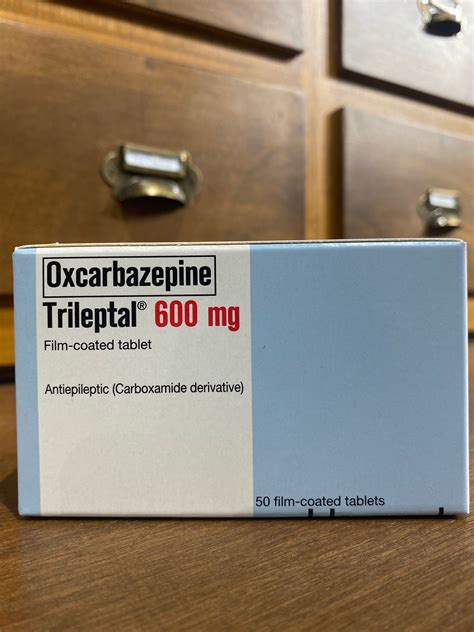 Oxcarbazepine
Trileptal® 600 mg
Film-coated tablet
Antiepileptic (Carboxamide derivative)
50 film-coated tablets